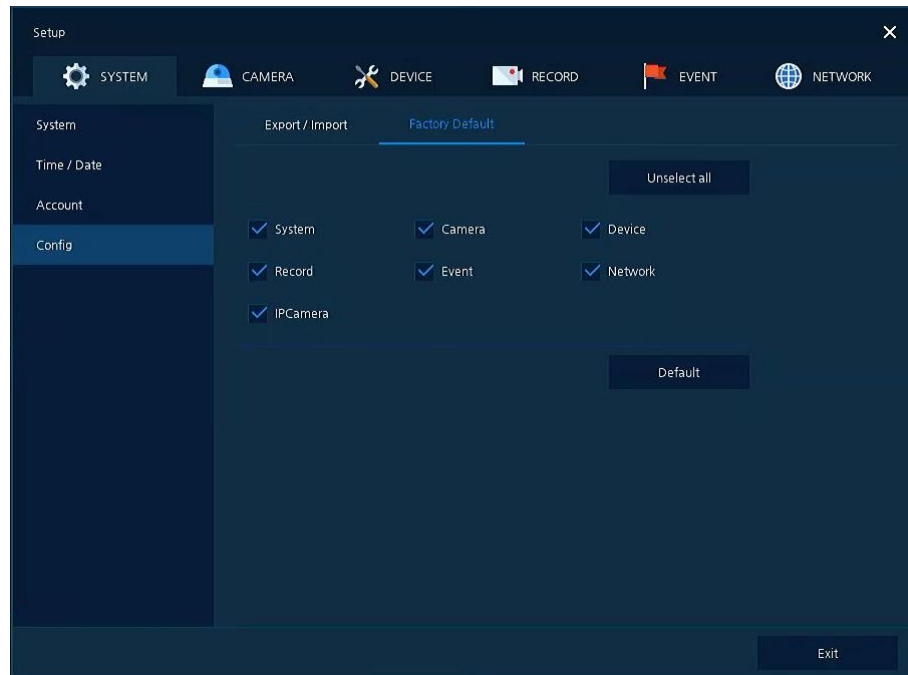 Setup
SYSTEM CAMERA DEVICE RECORD EVENT NETWORK
System
Time / Date
Account
Config
Export / Import Factory Default
Unselect all
System Camera Device
Record Event Network
IPCamera
Default
Exit